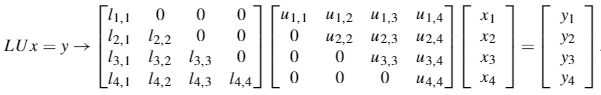 LUx = y → [l1,1 0 0 0; l2,1 l2,2 0 0; l3,1 l3,2 l3,3 0; l4,1 l4,2 l4,3 l4,4] [u1,1 u1,2 u1,3 u1,4; 0 u2,2 u2,3 u2,4; 0 0 u3,3 u3,4; 0 0 0 u4,4] [x1; x2; x3; x4] = [y1; y2; y3; y4]